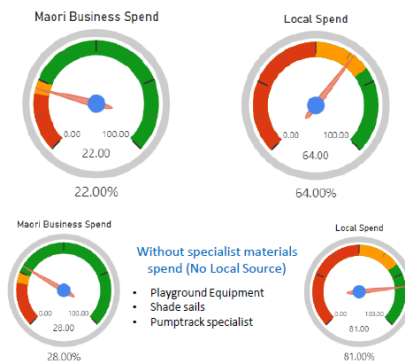 Maori Business Spend
Local Spend
0.00 100.00
22.00
22.00%
0.00 100.00
64.00
64.00%
Maori Business Spend
0.00 100.00
28.00
28.00%
Without specialist materials
spend (No Local Source)
• Playground Equipment
• Shade sails
• Pumptrack specialist
Local Spend
0.00 100.00
81.00
81.00%